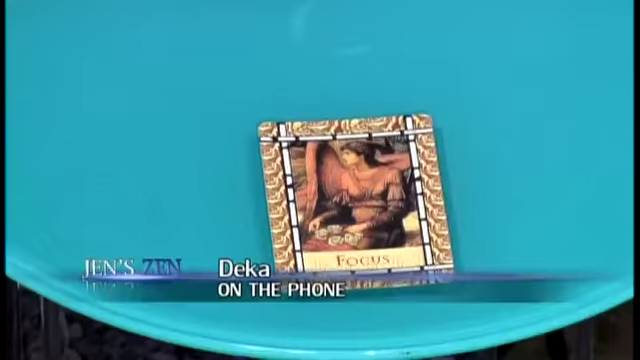 FOCUS
JEN'S ZEN
Deka
ON THE PHONE